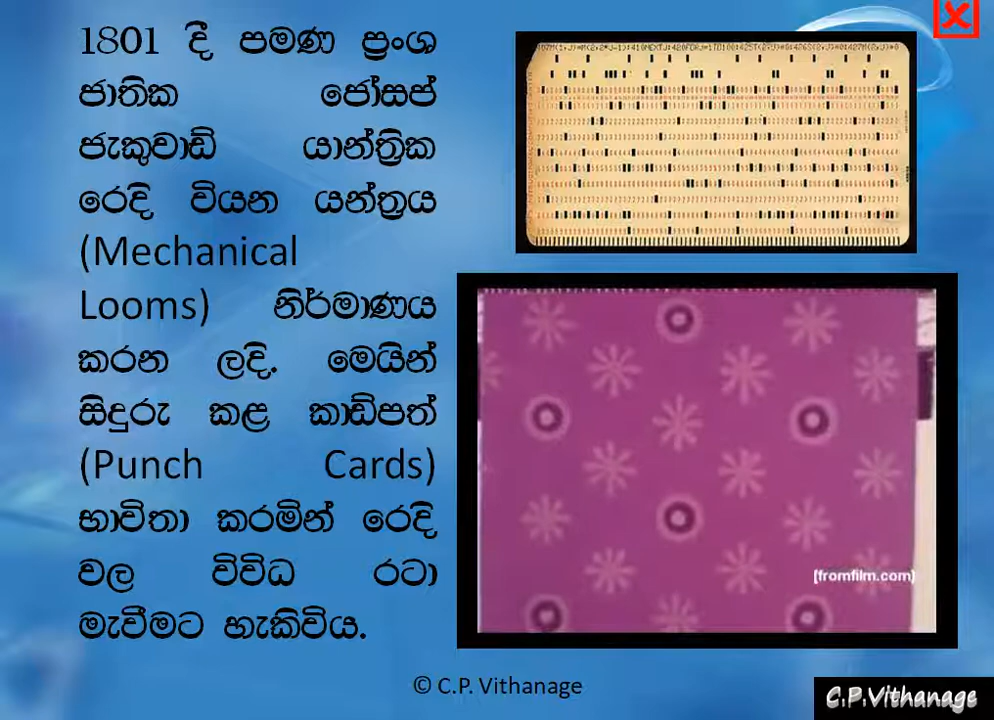 1801 දී පමණ ප්‍රංශ
ජාතික ජෝසප්
ජැකුවාඩ් යාන්ත්‍රික
රෙදි වියන යන්ත්‍රය
(Mechanical
Looms) නිර්මාණය
කරන ලදි. මෙයින්
සිදුරු කළ කාඩ්පත්
(Punch Cards)
භාවිතා කරමින් රෙදි
වල විවිධ රටා
මැවීමට හැකිවිය.
(fromfilm.com)
© C.P. Vithanage
C.P.Vithanage